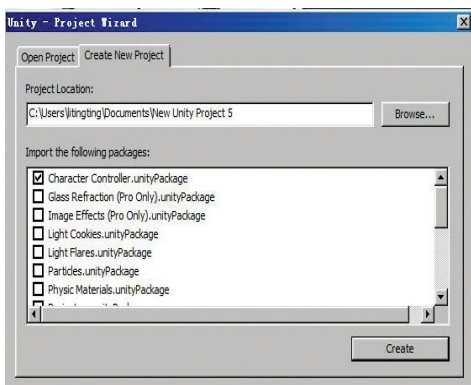 Unity - Project Wizard
Open Project
Create New Project
Project Location:
C:\Users\litingting\Documents\New Unity Project 5
Browse...
Import the following packages:
Character Controller.unityPackage
Glass Refraction (Pro Only).unityPackage
Image Effects (Pro Only).unityPackage
Light Cookies.unityPackage
Light Flares.unityPackage
Particles.unityPackage
Physic Materials.unityPackage
Create